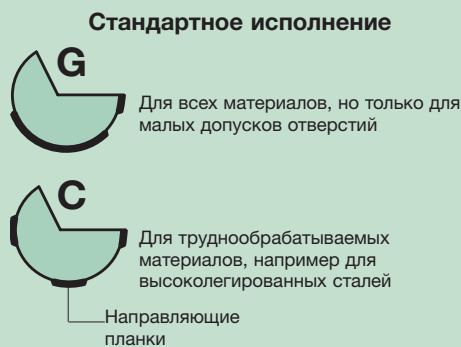 Стандартное исполнение
G
Для всех материалов, но только для
малых допусков отверстий
C
Для труднообрабатываемых
материалов, например для
высоколегированных сталей
Направляющие
планки